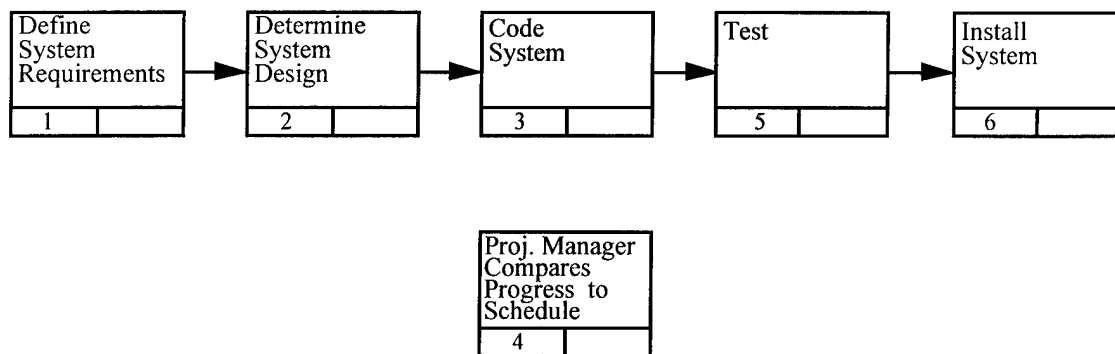 Define
System
Requirements
1
Determine
System
Design
2
Code
System
3
Test
5
Install
System
6
Proj. Manager
Compares
Progress to
Schedule
4